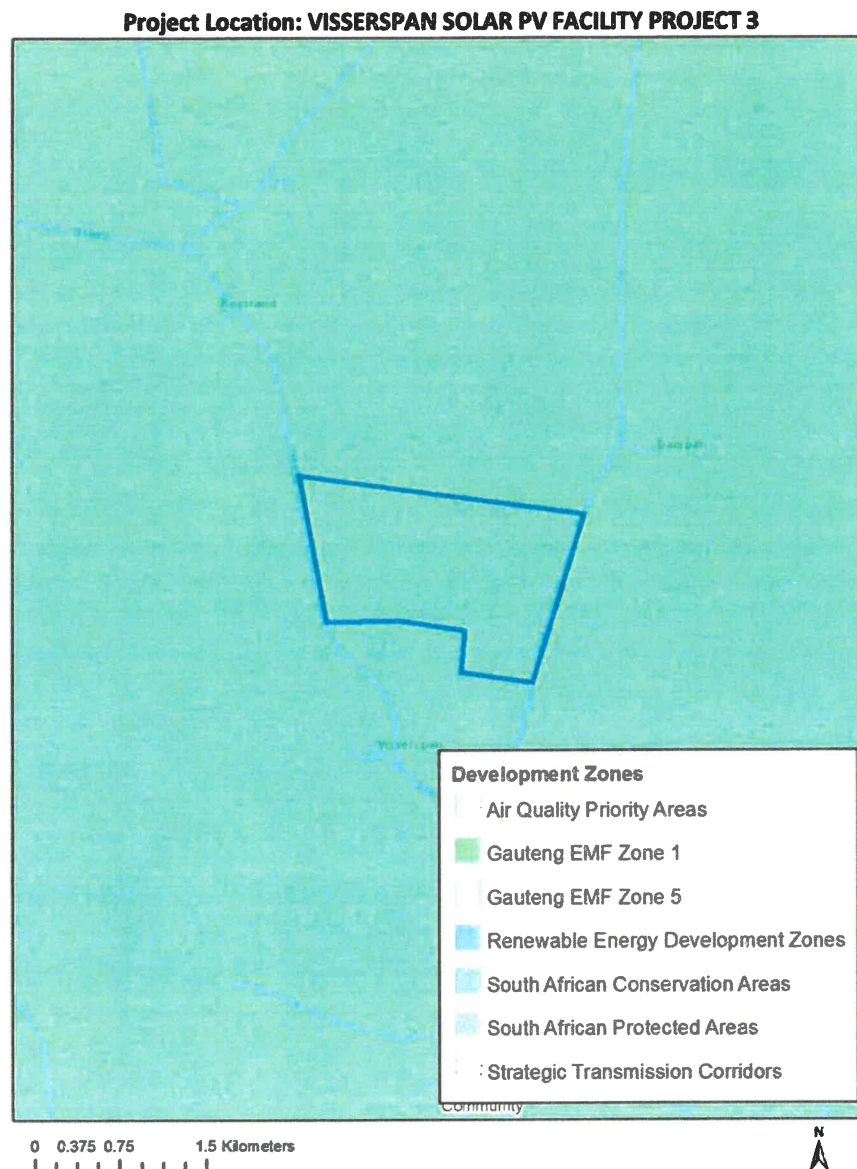 Project Location: VISSERSPAN SOLAR PV FACILITY PROJECT 3
Visserspan
Development Zones
Air Quality Priority Areas
Gauteng EMF Zone 1
Gauteng EMF Zone 5
Renewable Energy Development Zones
South African Conservation Areas
South African Protected Areas
Strategic Transmission Corridors
Community
0 0.375 0.75 1.5 Kilometers
N